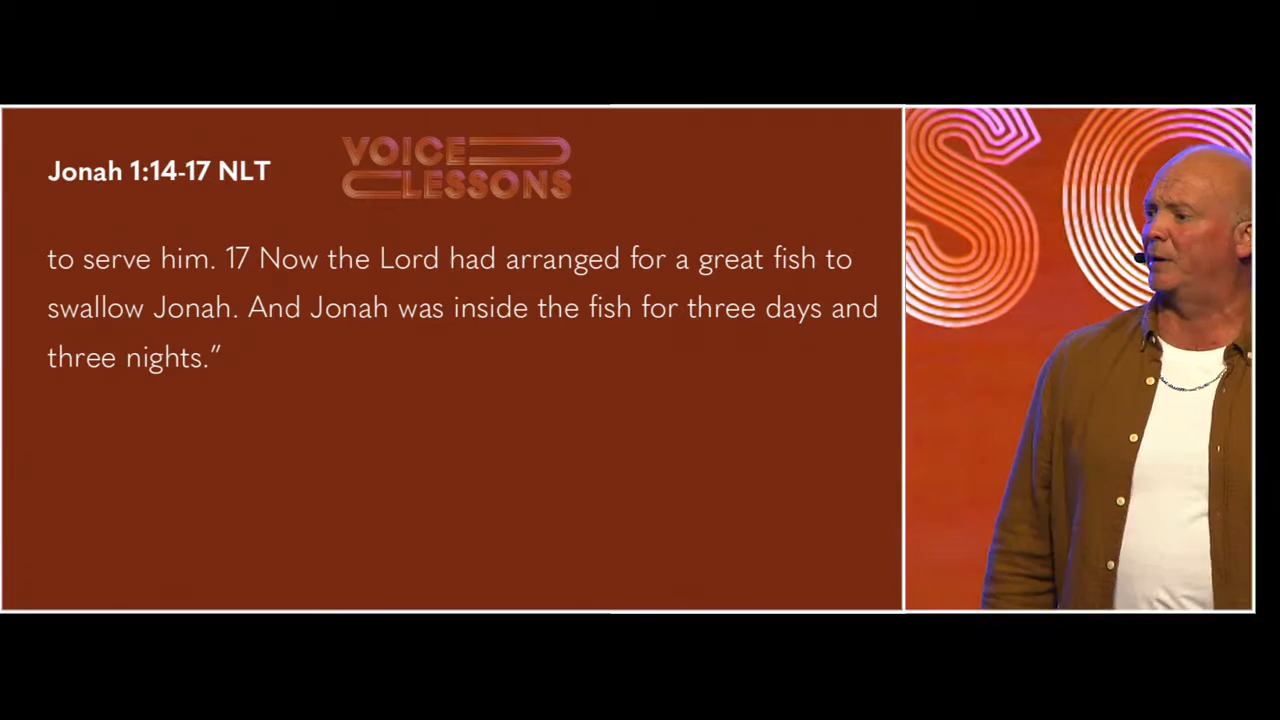 Jonah 1:14-17 NLT
VOICE
LESSONS
to serve him. 17 Now the Lord had arranged for a great fish to
swallow Jonah. And Jonah was inside the fish for three days and
three nights.”
SO